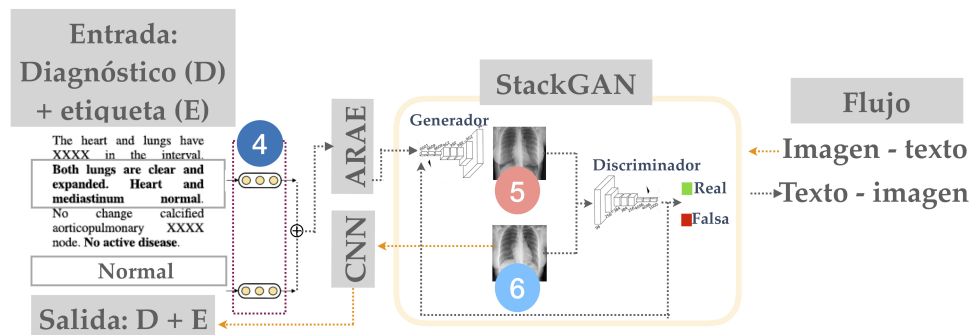 Entrada:
Diagnóstico (D)
+ etiqueta (E)
The heart and lungs have
XXXX in the interval.
Both lungs are clear and
expanded. Heart and
mediastinum normal.
No change calcified
aorticopulmonary XXXX
node. No active disease.
Normal
Salida: D + E
4
ARAE
CNN
StackGAN
Generador
5
6
Discriminador
Real
Falsa
Flujo
Imagen - texto
Texto - imagen